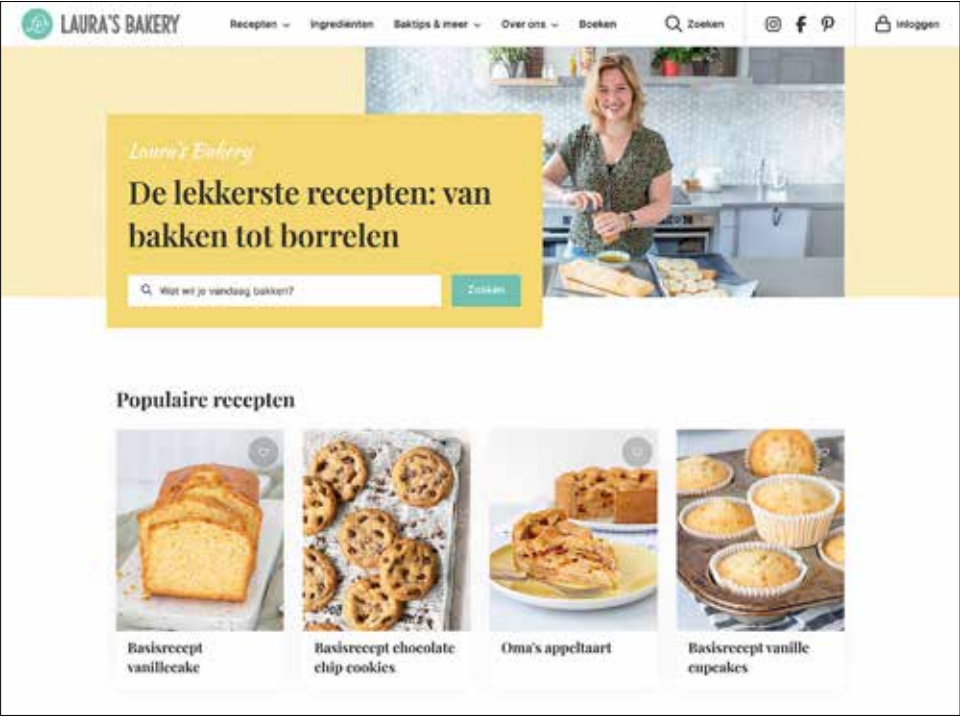 LAURA'S BAKERY
Recepten
Ingrediënten
Baktips & meer
Over ons
Boeken
Zoeken
Inloggen
Laura's Bakery
De lekkerste recepten: van
bakken tot borrelen
Wat wil je vandaag bakken?
Zoeken
Populaire recepten
Basisrecept
vanillecake
Basisrecept chocolate
chip cookies
Oma's appeltaart
Basisrecept vanille
cupcakes